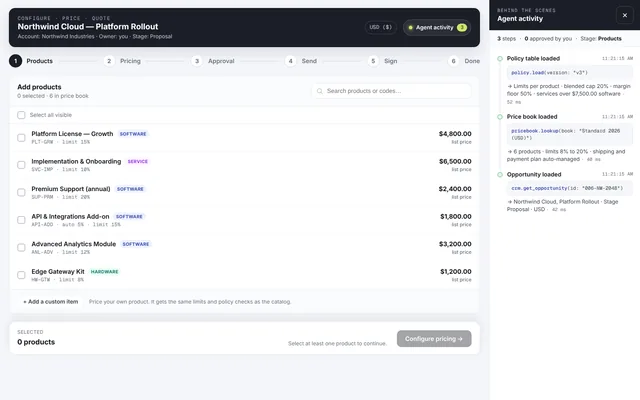 CONFIGURE · PRICE · QUOTE
Northwind Cloud — Platform Rollout
Account: Northwind Industries · Owner: you · Stage: Proposal
USD ($)
Agent activity 3
1 Products
2 Pricing
3 Approval
4 Send
5 Sign
6 Done
Add products
0 selected · 6 in price book
Search products or codes...
Select all visible
Platform License — Growth SOFTWARE
PLT-GRW · limit 15%
$4,800.00
list price
Implementation & Onboarding SERVICE
SVC-IMP · limit 10%
$6,500.00
list price
Premium Support (annual) SOFTWARE
SUP-PRM · limit 20%
$2,400.00
list price
API & Integrations Add-on SOFTWARE
API-ADD · auto 5% · limit 15%
$1,800.00
list price
Advanced Analytics Module SOFTWARE
ANL-ADV · limit 12%
$3,200.00
list price
Edge Gateway Kit HARDWARE
HW-GTW · limit 8%
$1,200.00
list price
+ Add a custom item
Price your own product. It gets the same limits and policy checks as the catalog.
SELECTED
0 products
Select at least one product to continue.
Configure pricing →
BEHIND THE SCENES
Agent activity
×
3 steps · 0 approved by you · Stage: Products
Policy table loaded 11:21:15 AM
policy.load(version: "v3")
→ Limits per product · blended cap 20% · margin
floor 50% · services over $7,500.00 software ·
52 ms
Price book loaded 11:21:15 AM
pricebook.lookup(book: "Standard 2026
(USD)")
→ 6 products · limits 8% to 20% · shipping and
payment plan auto-managed · 60 ms
Opportunity loaded 11:21:15 AM
crm.get_opportunity(id: "006-NW-2048")
→ Northwind Cloud, Platform Rollout · Stage
Proposal · USD · 42 ms